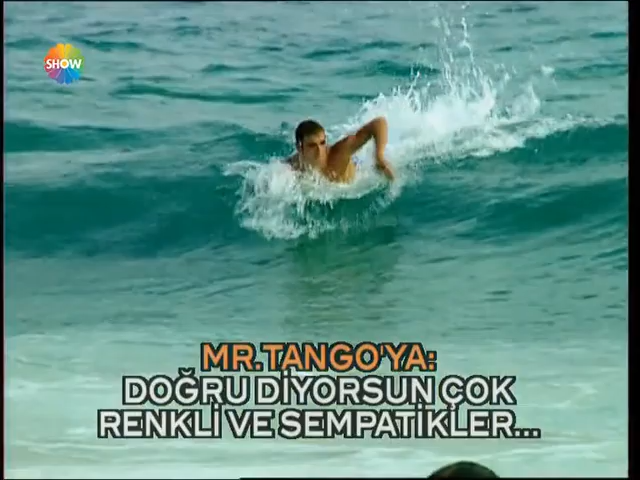 SHOW
MR.TANGO'YA:
DOĞRU DİYORSUN ÇOK
RENKLİ VE SEMPATİKLER...